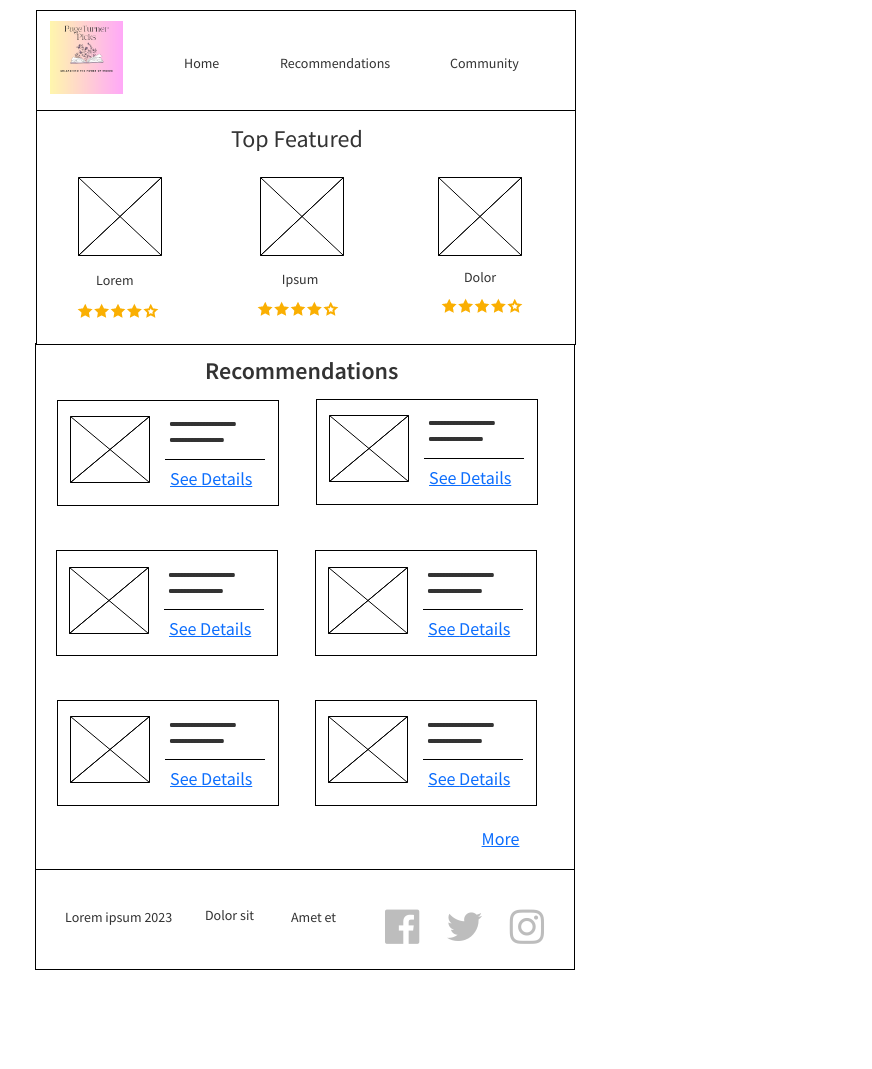 PageTurner
Picks
Home
Recommendations
Community
Top Featured
Lorem
Ipsum
Dolor
Recommendations
See Details
See Details
See Details
See Details
See Details
See Details
More
Lorem ipsum 2023
Dolor sit
Amet et